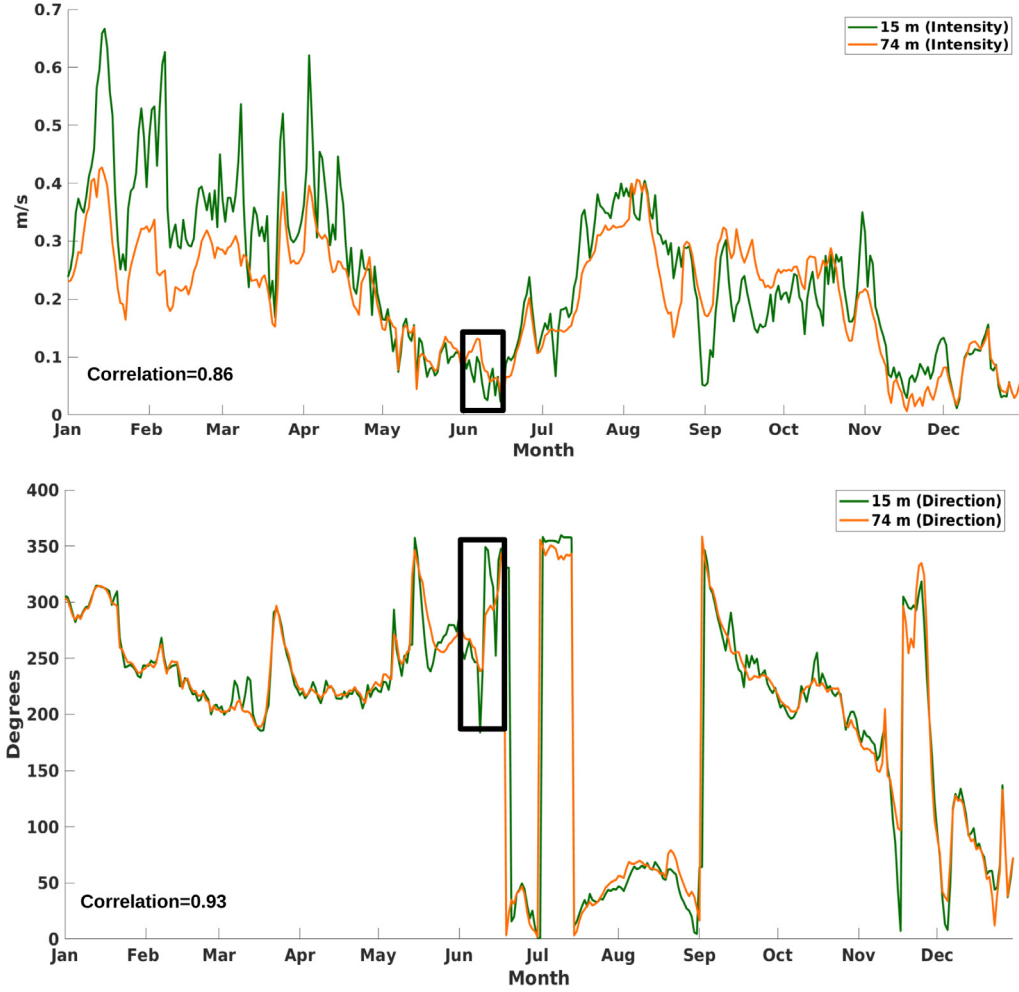 0.7
15 m (Intensity)
74 m (Intensity)
0.6
0.5
0.4
m/s
0.3
0.2
0.1
Correlation=0.86
0
Jan Feb Mar Apr May Jun Jul Aug Sep Oct Nov Dec
Month
400
15 m (Direction)
74 m (Direction)
350
300
250
Degrees
200
150
100
50
Correlation=0.93
0
Jan Feb Mar Apr May Jun Jul Aug Sep Oct Nov Dec
Month